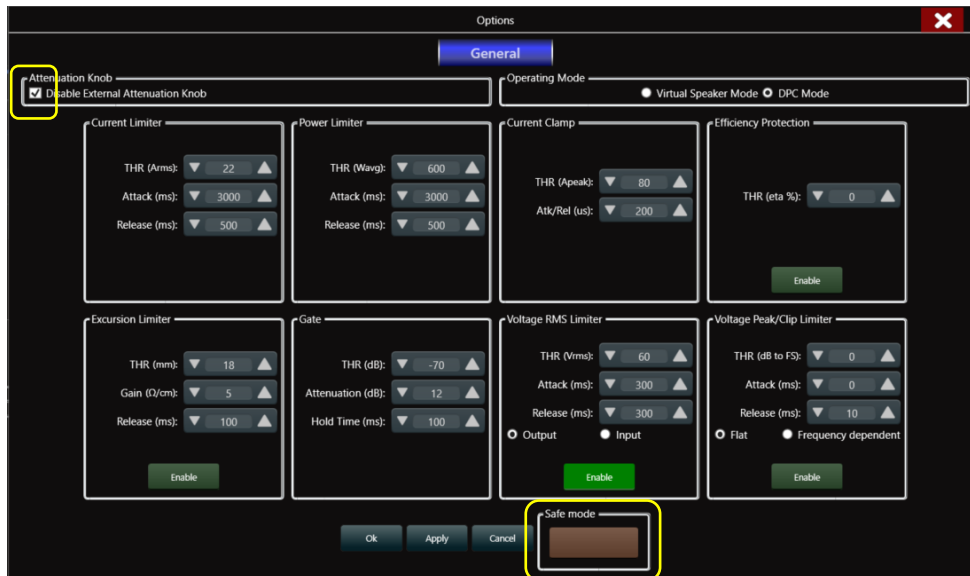 Options
General
Attenuation Knob
Disable External Attenuation Knob
Operating Mode
Virtual Speaker Mode DPC Mode
Current Limiter
THR (Arms): 22
Attack (ms): 3000
Release (ms): 500
Power Limiter
THR (Wavg): 600
Attack (ms): 3000
Release (ms): 500
Current Clamp
THR (Apeak): 80
Atk/Rel (us): 200
Efficiency Protection
THR (eta %): 0
Enable
Excursion Limiter
THR (mm): 18
Gain (Ω/cm): 5
Release (ms): 100
Enable
Gate
THR (dB): -70
Attenuation (dB): 12
Hold Time (ms): 100
Voltage RMS Limiter
THR (Vrms): 60
Attack (ms): 300
Release (ms): 300
Output Input
Enable
Voltage Peak/Clip Limiter
THR (dB to FS): 0
Attack (ms): 0
Release (ms): 10
Flat Frequency dependent
Enable
Ok Apply Cancel
Safe mode